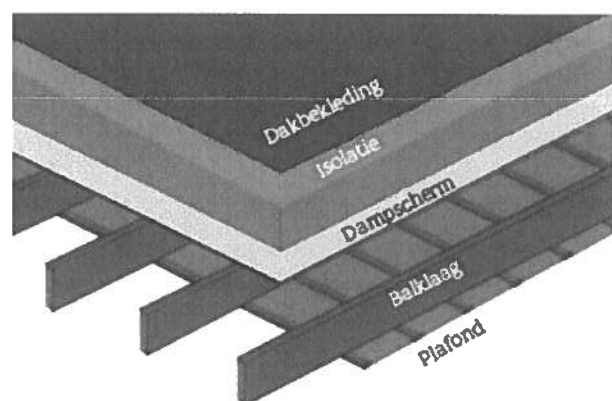 Dakbekleding
Isolatie
Dampscherm
Balklaag
Plafond